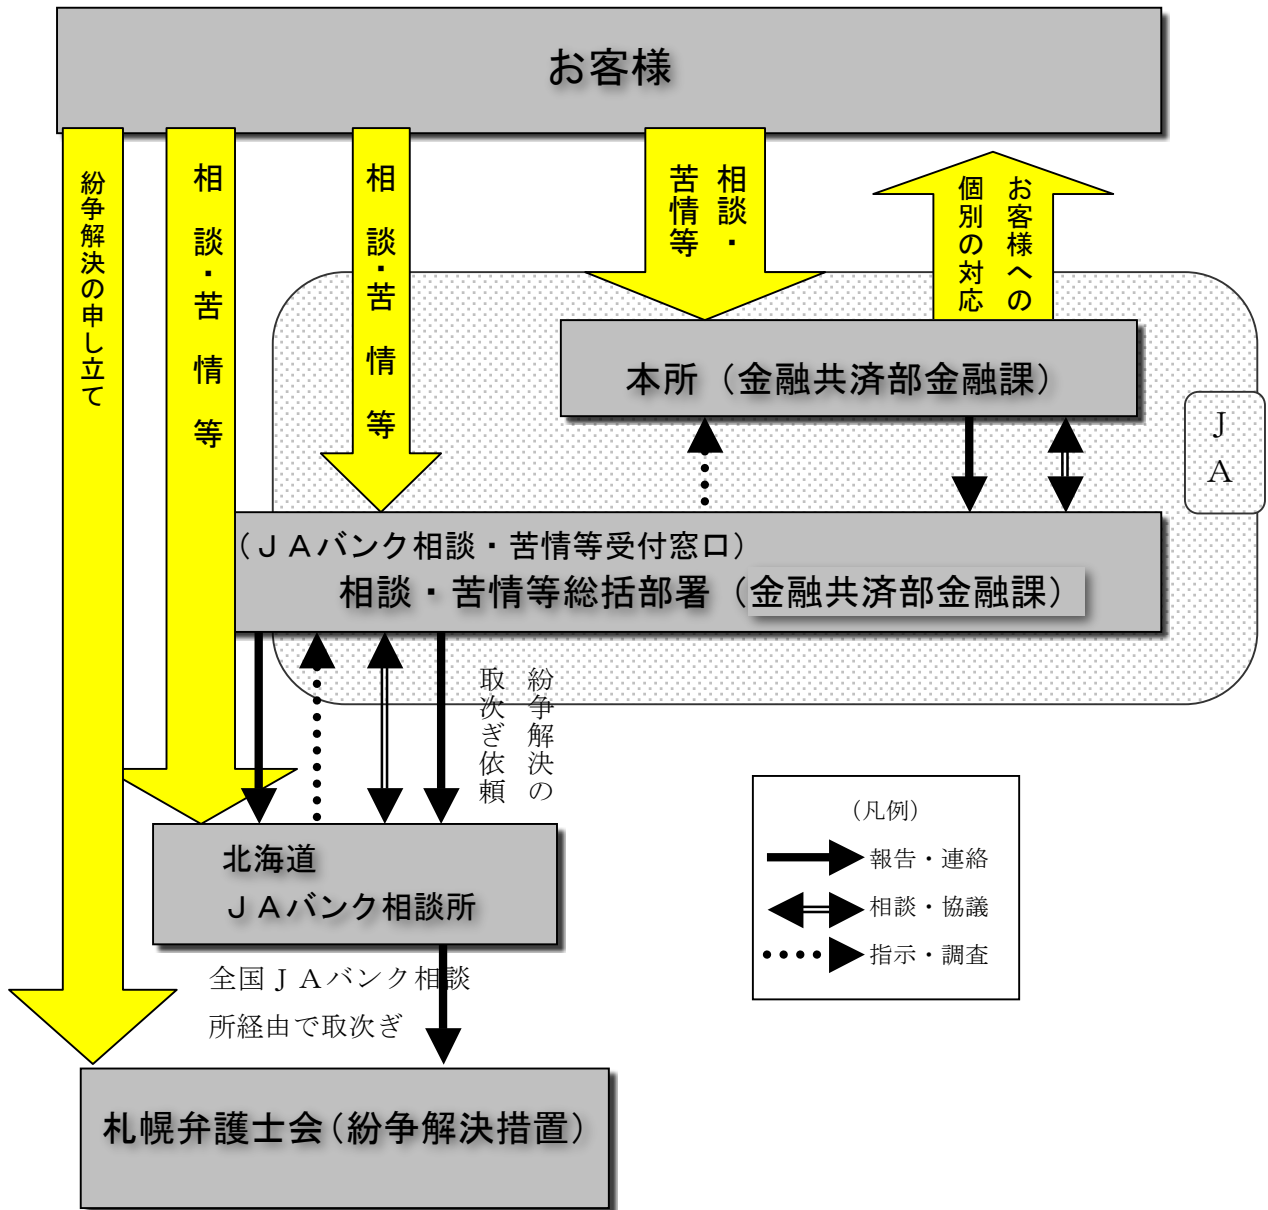 お客様
紛争解決の申し立て
相談・苦情等
相談・苦情等
相談・
苦情等
お客様への
個別の対応
本所（金融共済部金融課）
ＪＡ
（ＪＡバンク相談・苦情等受付窓口）
相談・苦情等総括部署（金融共済部金融課）
紛争解決の
取次ぎ依頼
北海道
ＪＡバンク相談所
（凡例）
報告・連絡
相談・協議
指示・調査
全国ＪＡバンク相談
所経由で取次ぎ
札幌弁護士会（紛争解決措置）